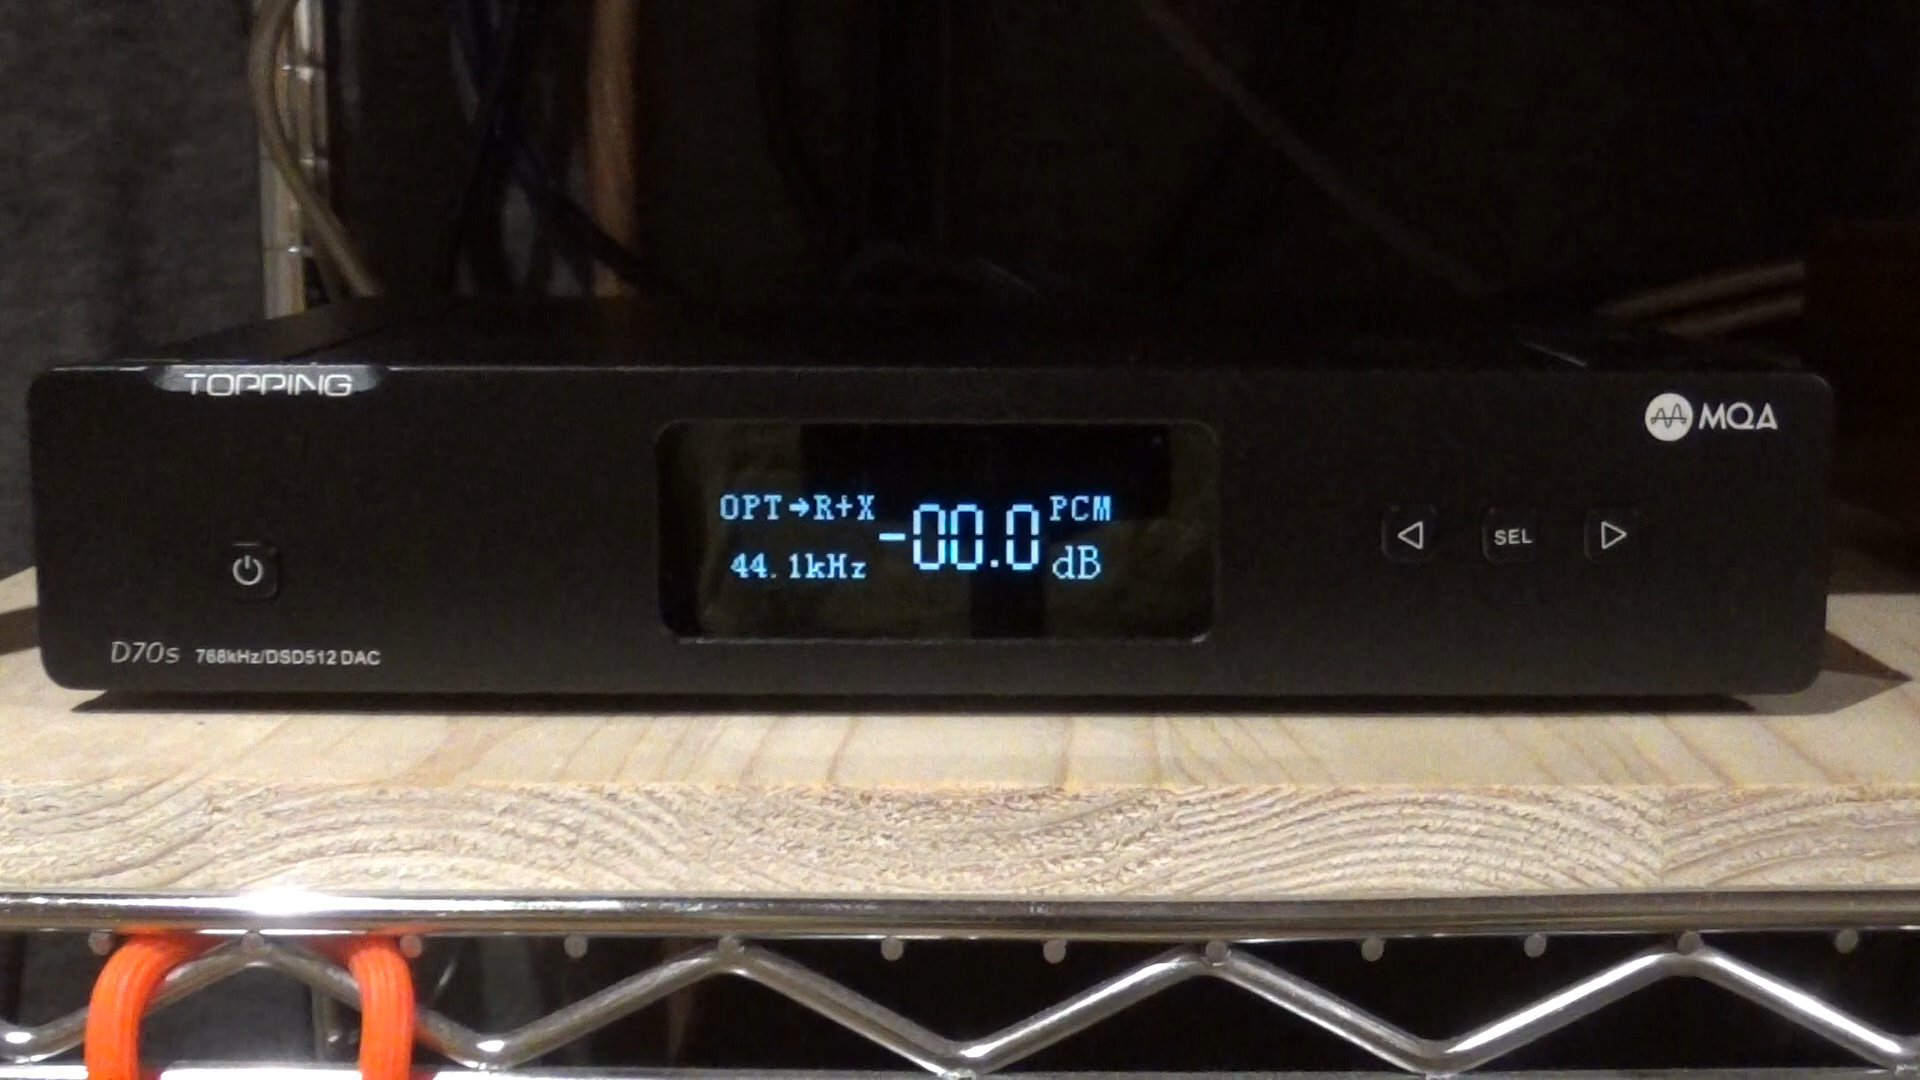 TOPPING
MQA
OPT→R+X
-00.0
PCM
44.1kHz
dB
SEL
D70s 768kHz/DSD512 DAC